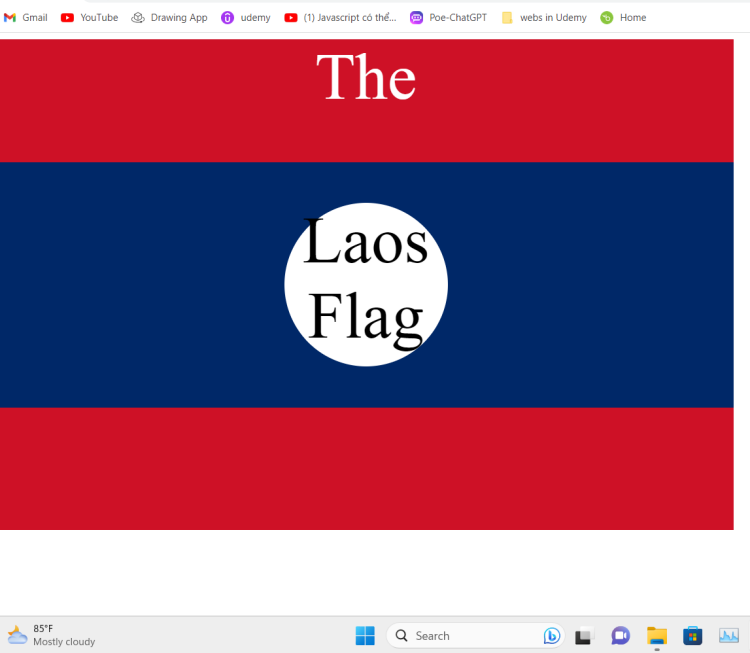 Gmail YouTube Drawing App udemy (1) Javascript có thể... Poe-ChatGPT webs in Udemy Home
The
Laos
Flag
85°F
Mostly cloudy
Search